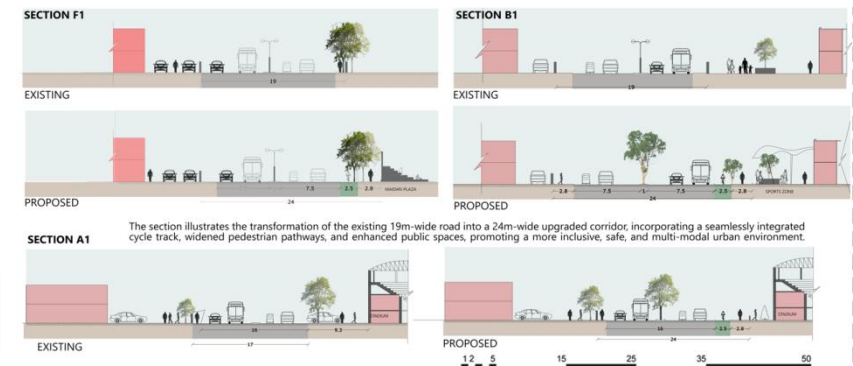 SECTION F1
19
EXISTING
7.5
2.5
2.8
MAIDAN PLAZA
24
PROPOSED
SECTION B1
19
EXISTING
2.8
7.5
1
7.5
2.5
2.8
SPORTS ZONE
24
PROPOSED
The section illustrates the transformation of the existing 19m-wide road into a 24m-wide upgraded corridor, incorporating a seamlessly integrated
cycle track, widened pedestrian pathways, and enhanced public spaces, promoting a more inclusive, safe, and multi-modal urban environment.
SECTION A1
STADIUM
16
9.3
17
EXISTING
STADIUM
16
2.5
2.8
24
PROPOSED
1 2 5 15 25 35 50